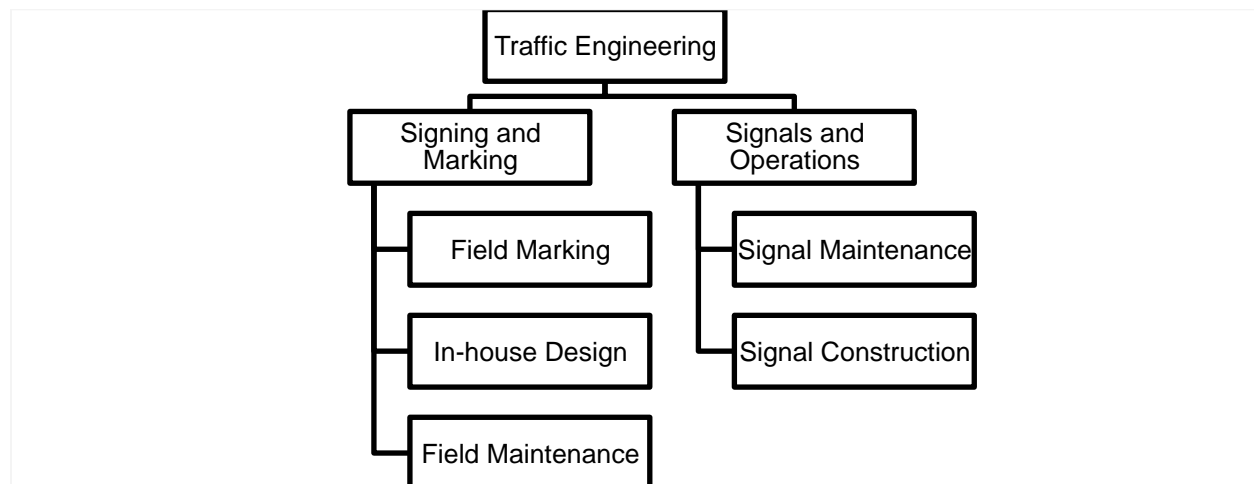 Traffic Engineering
Signing and
Marking
Signals and
Operations
Field Marking
Signal Maintenance
In-house Design
Signal Construction
Field Maintenance